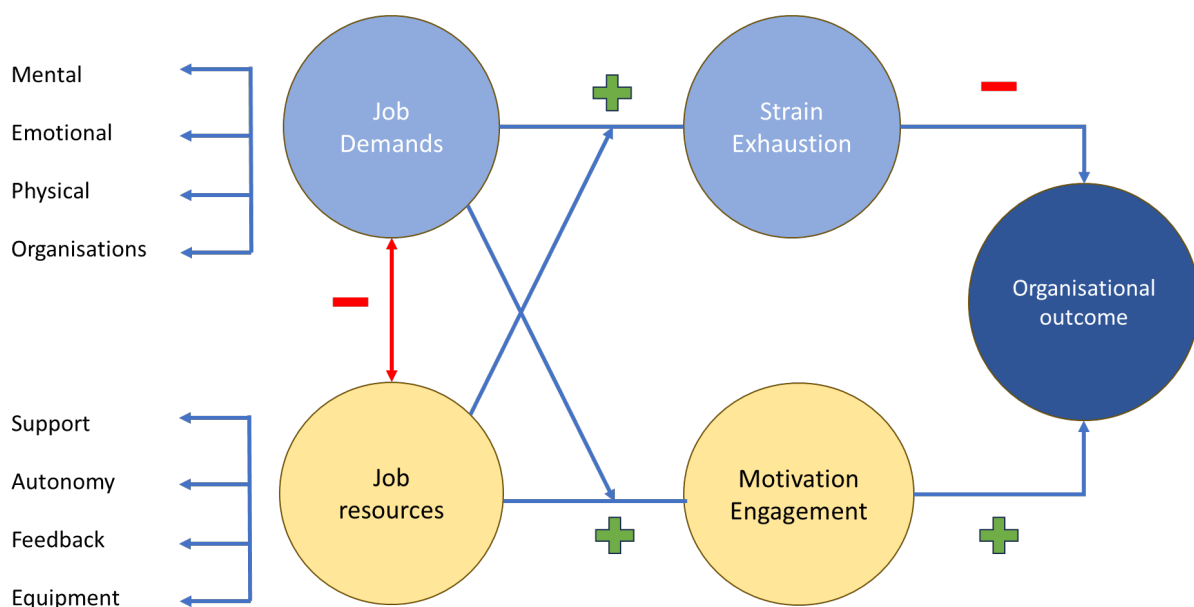 Mental
Emotional
Physical
Organisations
Job
Demands
Strain
Exhaustion
Organisational
outcome
Support
Autonomy
Feedback
Equipment
Job
resources
Motivation
Engagement